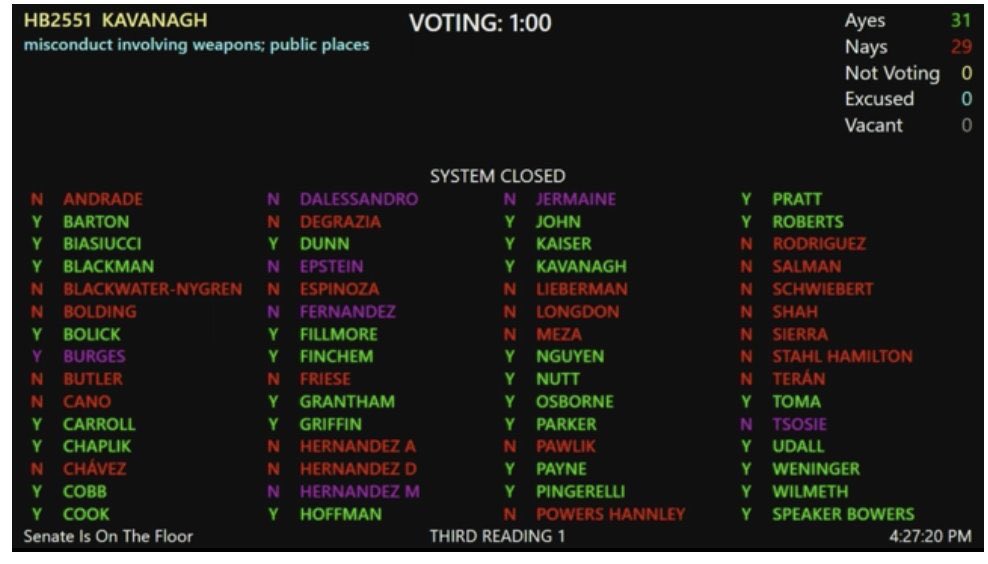 HB2551 KAVANAGH
misconduct involving weapons; public places
VOTING: 1:00
Ayes 31
Nays 29
Not Voting 0
Excused 0
Vacant 0
SYSTEM CLOSED
N ANDRADE N DALESSANDRO N JERMAINE Y PRATT
Y BARTON N DEGRAZIA Y JOHN Y ROBERTS
Y BIASIUCCI Y DUNN Y KAISER N RODRIGUEZ
Y BLACKMAN N EPSTEIN Y KAVANAGH N SALMAN
N BLACKWATER-NYGREN N ESPINOZA N LIEBERMAN N SCHWIEBERT
N BOLDING N FERNANDEZ N LONGDON N SHAH
Y BOLICK Y FILLMORE N MEZA N SIERRA
Y BURGES Y FINCHEM Y NGUYEN N STAHL HAMILTON
N BUTLER N FRIESE Y NUTT N TERÁN
N CANO Y GRANTHAM Y OSBORNE Y TOMA
Y CARROLL Y GRIFFIN Y PARKER N TSOSIE
Y CHAPLIK N HERNANDEZ A N PAWLIK Y UDALL
N CHÁVEZ N HERNANDEZ D Y PAYNE Y WENINGER
Y COBB N HERNANDEZ M Y PINGERELLI Y WILMETH
Y COOK Y HOFFMAN N POWERS HANNLEY Y SPEAKER BOWERS
Senate Is On The Floor THIRD READING 1 4:27:20 PM